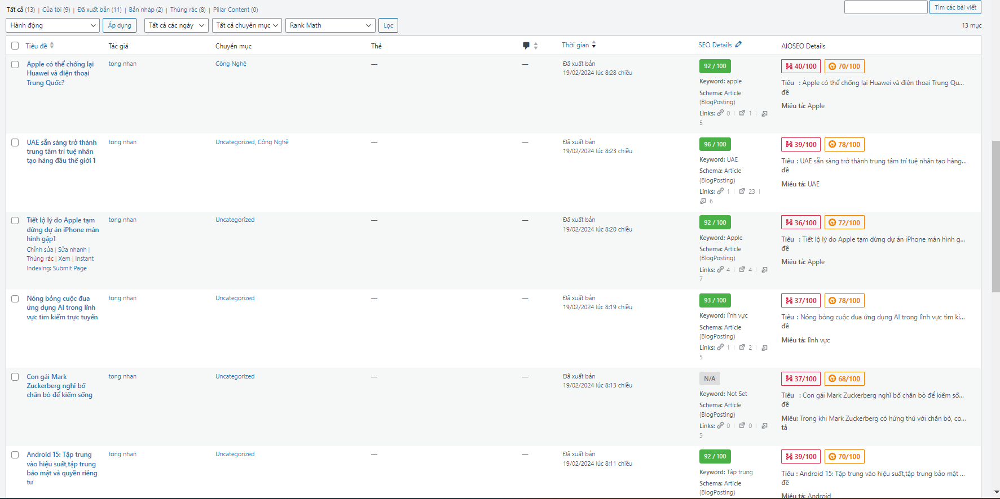 Tất cả (13) | Của tôi (9) | Đã xuất bản (11) | Bản nháp (2) | Thùng rác (8) | Pillar Content (0)
Tìm các bài viết
Hành động Áp dụng Tất cả các ngày Tất cả chuyên mục Rank Math Lọc
13 mục
Tiêu đề Tác giả Chuyên mục Thẻ Thời gian SEO Details AIOSEO Details
Apple có thể chống lại
Huawei và điện thoại
Trung Quốc?
tong nhan
Công Nghệ
—
—
Đã xuất bản
19/02/2024 lúc 8:28 chiều
92 / 100
Keyword: apple
Schema: Article
(BlogPosting)
Links: 0 | 1 |
5
40/100 70/100
Tiêu : Apple có thể chống lại Huawei và điện thoại Trung Qu...
đề
Miêu tả: Apple
UAE sẵn sàng trở thành
trung tâm trí tuệ nhân
tạo hàng đầu thế giới 1
tong nhan
Uncategorized, Công Nghệ
—
—
Đã xuất bản
19/02/2024 lúc 8:23 chiều
96 / 100
Keyword: UAE
Schema: Article
(BlogPosting)
Links: 1 | 23 |
6
39/100 78/100
Tiêu : UAE sẵn sàng trở thành trung tâm trí tuệ nhân tạo hàng...
đề
Miêu tả: UAE
Tiết lộ lý do Apple tạm
dừng dự án iPhone màn
hình gập1
Chỉnh sửa | Sửa nhanh |
Thùng rác | Xem | Instant
Indexing: Submit Page
tong nhan
Uncategorized
—
—
Đã xuất bản
19/02/2024 lúc 8:20 chiều
92 / 100
Keyword: Apple
Schema: Article
(BlogPosting)
Links: 4 | 4 |
7
36/100 72/100
Tiêu : Tiết lộ lý do Apple tạm dừng dự án iPhone màn hình g...
đề
Miêu tả: Apple
Nóng bỏng cuộc đua
ứng dụng AI trong lĩnh
vực tìm kiếm trực tuyến
tong nhan
Uncategorized
—
—
Đã xuất bản
19/02/2024 lúc 8:19 chiều
93 / 100
Keyword: lĩnh vực
Schema: Article
(BlogPosting)
Links: 1 | 2 |
5
37/100 78/100
Tiêu : Nóng bỏng cuộc đua ứng dụng AI trong lĩnh vực tìm ki...
đề
Miêu tả: lĩnh vực
Con gái Mark
Zuckerberg nghĩ bố
chăn bò để kiếm sống
tong nhan
Uncategorized
—
—
Đã xuất bản
19/02/2024 lúc 8:13 chiều
N/A
Keyword: Not Set
Schema: Article
(BlogPosting)
Links: 0 | 0 |
5
37/100 68/100
Tiêu : Con gái Mark Zuckerberg nghĩ bố chăn bò để kiếm số...
đề
Miêu: Trong khi Mark Zuckerberg có hứng thú với chăn bò, co...
tả
Android 15: Tập trung
vào hiệu suất,tập trung
bảo mật và quyền riêng
tư
tong nhan
Uncategorized
—
—
Đã xuất bản
19/02/2024 lúc 8:11 chiều
92 / 100
Keyword: Tập trung
Schema: Article
(BlogPosting)
39/100 70/100
Tiêu : Android 15: Tập trung vào hiệu suất,tập trung bảo mật ...
đề
Miêu tả: Android